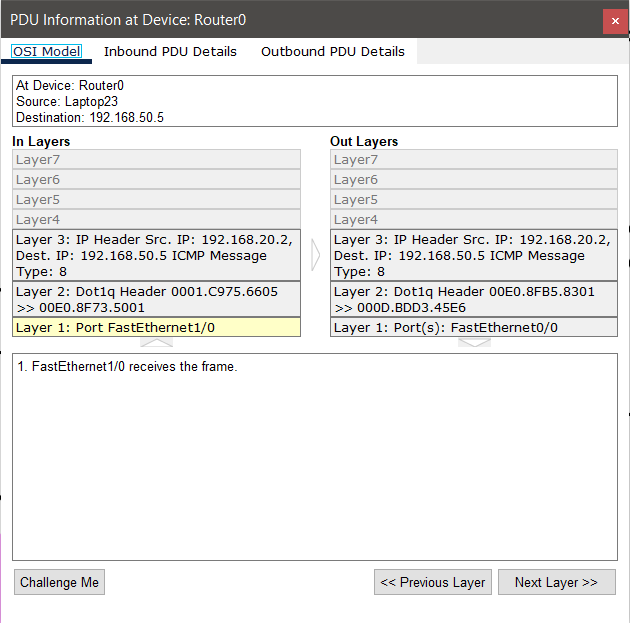 PDU Information at Device: Router0
×
OSI Model Inbound PDU Details Outbound PDU Details
At Device: Router0
Source: Laptop23
Destination: 192.168.50.5
In Layers
Layer7
Layer6
Layer5
Layer4
Layer 3: IP Header Src. IP: 192.168.20.2,
Dest. IP: 192.168.50.5 ICMP Message
Type: 8
Layer 2: Dot1q Header 0001.C975.6605
>> 00E0.8F73.5001
Layer 1: Port FastEthernet1/0
Out Layers
Layer7
Layer6
Layer5
Layer4
Layer 3: IP Header Src. IP: 192.168.20.2,
Dest. IP: 192.168.50.5 ICMP Message
Type: 8
Layer 2: Dot1q Header 00E0.8FB5.8301
>> 000D.BDD3.45E6
Layer 1: Port(s): FastEthernet0/0
1. FastEthernet1/0 receives the frame.
Challenge Me
<< Previous Layer
Next Layer >>